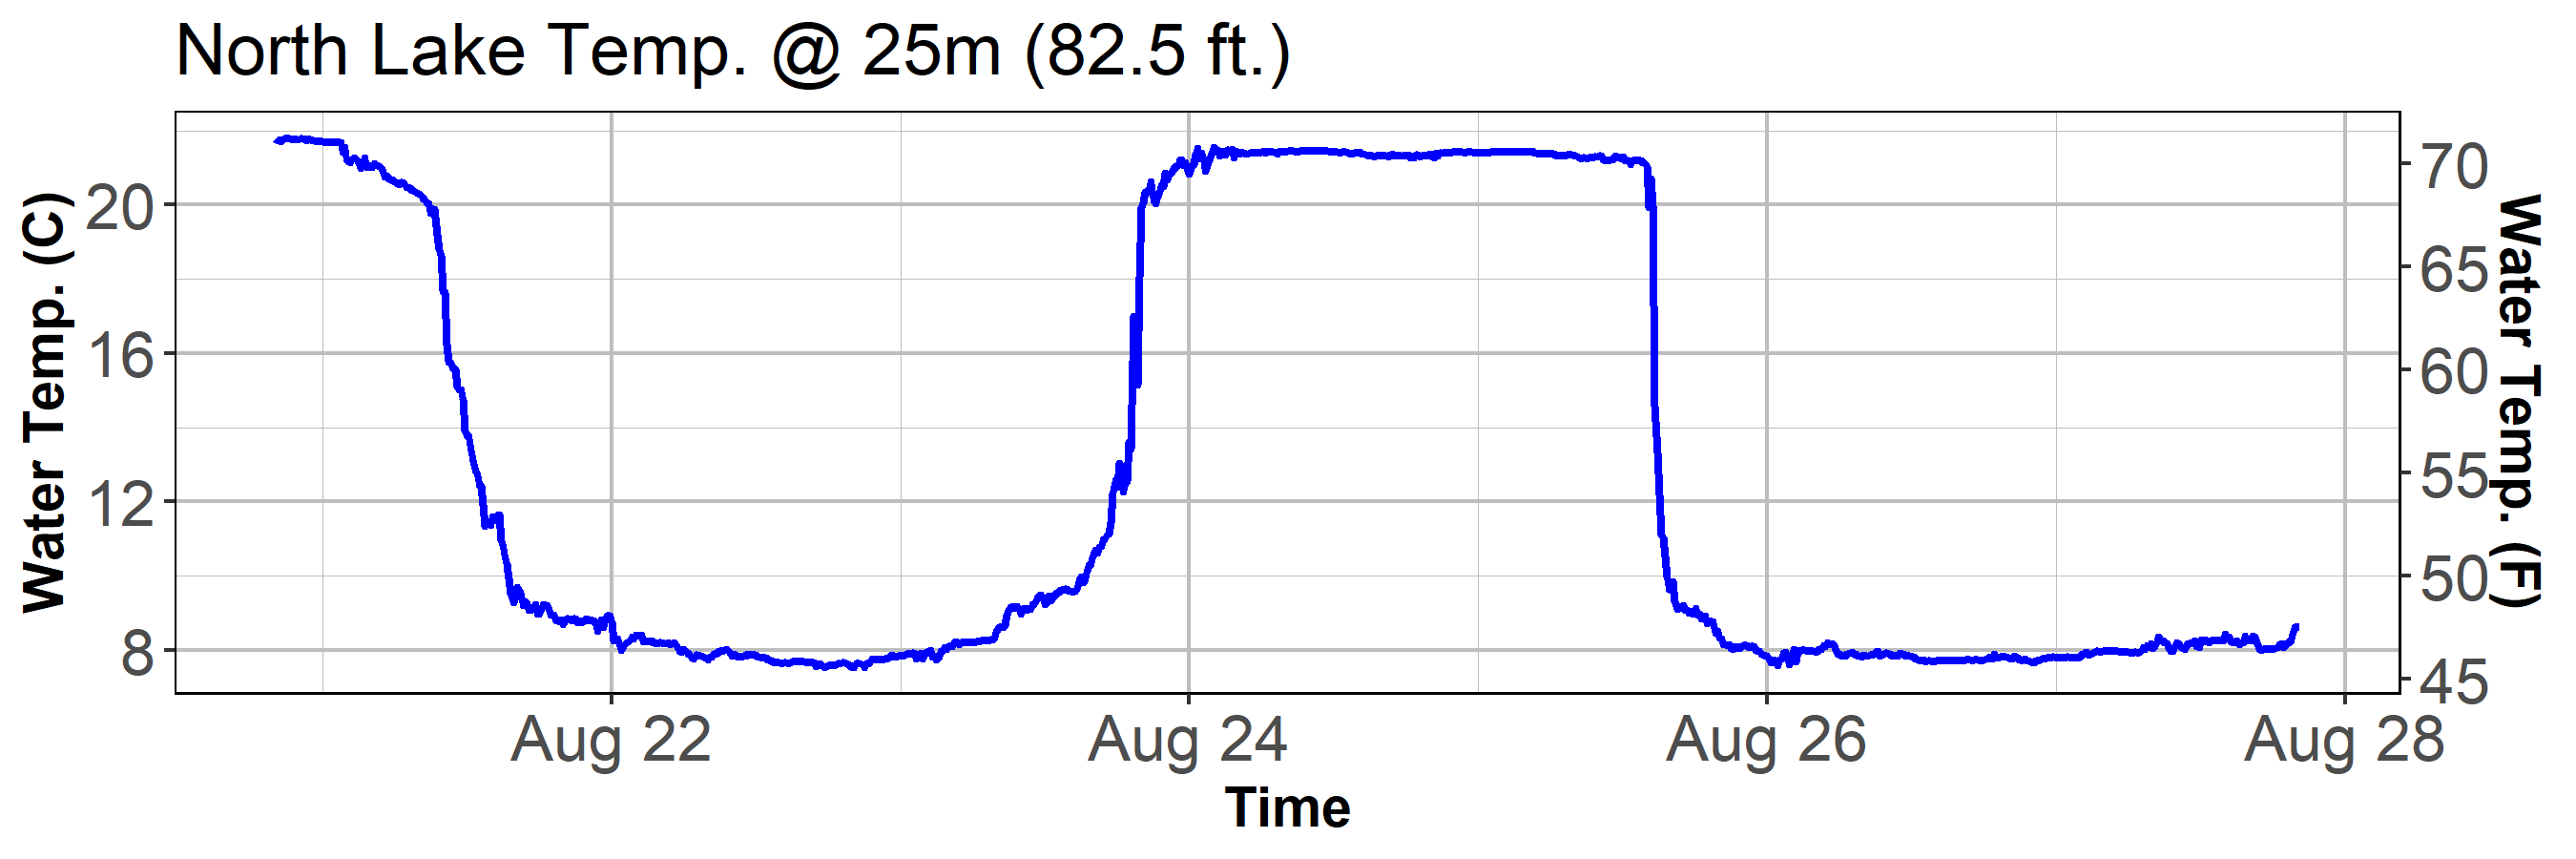 North Lake Temp. @ 25m (82.5 ft.)
Water Temp. (C)
20
16
12
8
70
65
60
55
50
45
Water Temp. (F)
Aug 22 Aug 24 Aug 26 Aug 28
Time